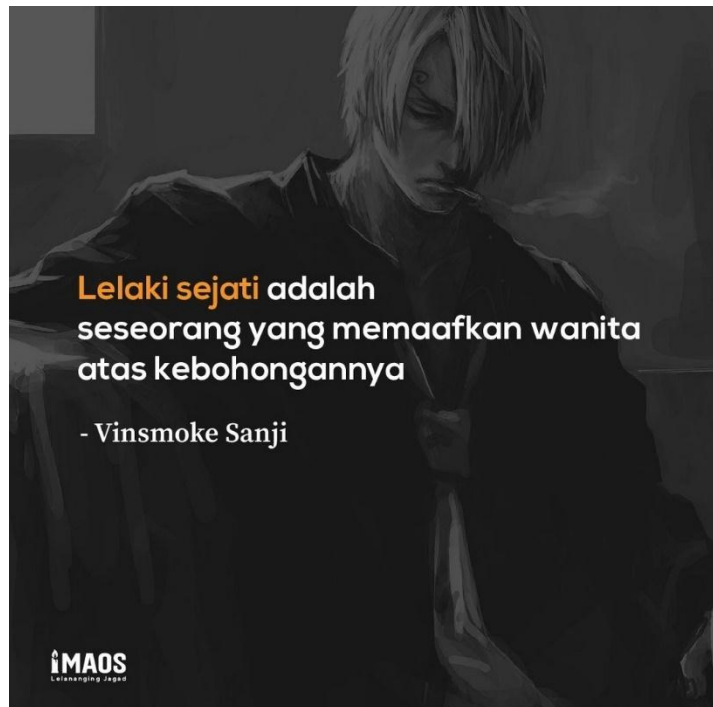 Lelaki sejati adalah
seseorang yang memaafkan wanita
atas kebohongannya
- Vinsmoke Sanji
iMAOS
Lelananging Jagad